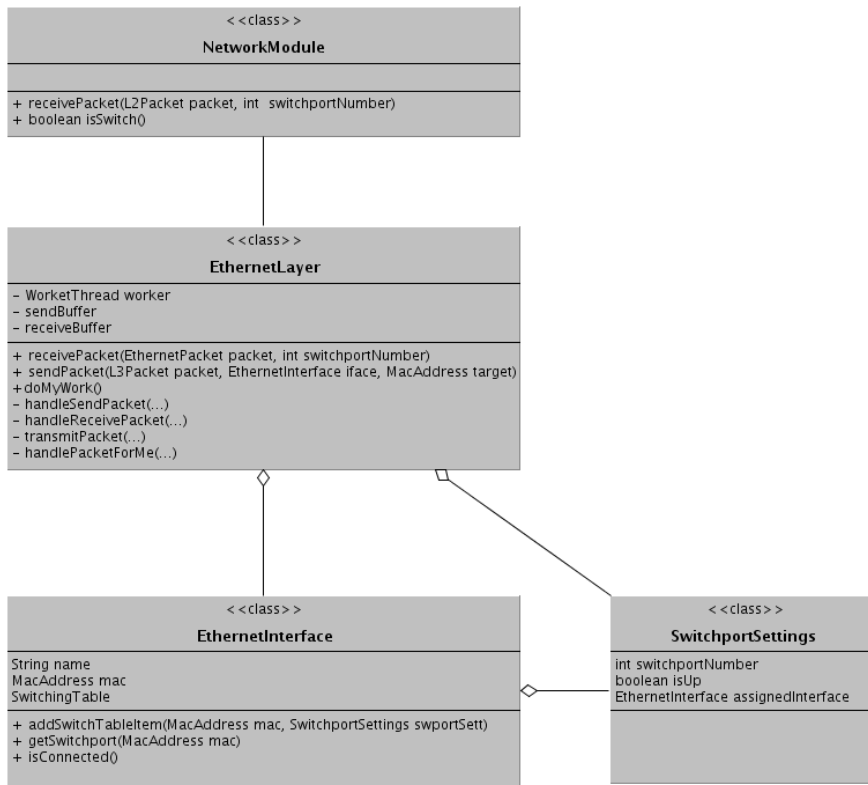 <<class>>
NetworkModule
+ receivePacket(L2Packet packet, int switchportNumber)
+ boolean isSwitch()
<<class>>
EthernetLayer
- WorketThread worker
- sendBuffer
- receiveBuffer
+ receivePacket(EthernetPacket packet, int switchportNumber)
+ sendPacket(L3Packet packet, EthernetInterface iface, MacAddress target)
+doMyWork()
- handleSendPacket(...)
- handleReceivePacket(...)
- transmitPacket(...)
- handlePacketForMe(...)
<<class>>
EthernetInterface
String name
MacAddress mac
SwitchingTable
+ addSwitchTableItem(MacAddress mac, SwitchportSettings swportSett)
+ getSwitchport(MacAddress mac)
+ isConnected()
<<class>>
SwitchportSettings
int switchportNumber
boolean isUp
EthernetInterface assignedInterface